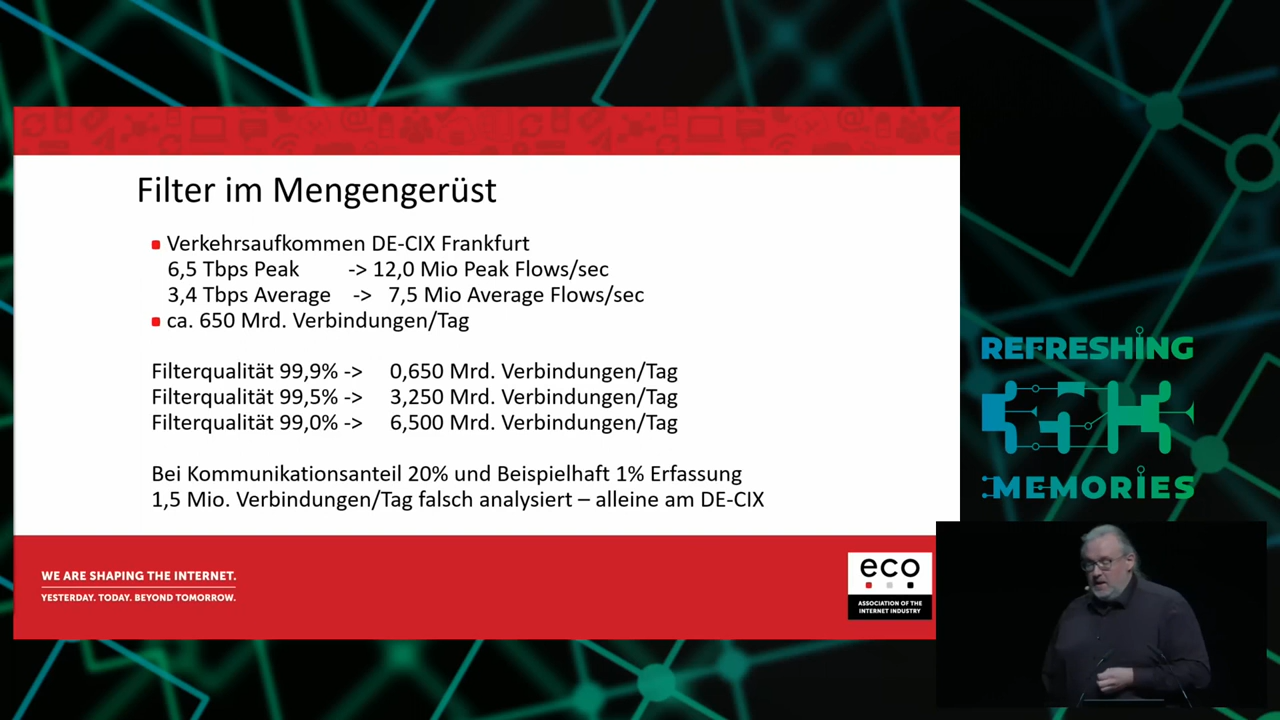 Filter im Mengengerüst
Verkehrsaufkommen DE-CIX Frankfurt
6,5 Tbps Peak -> 12,0 Mio Peak Flows/sec
3,4 Tbps Average -> 7,5 Mio Average Flows/sec
ca. 650 Mrd. Verbindungen/Tag
Filterqualität 99,9% -> 0,650 Mrd. Verbindungen/Tag
Filterqualität 99,5% -> 3,250 Mrd. Verbindungen/Tag
Filterqualität 99,0% -> 6,500 Mrd. Verbindungen/Tag
Bei Kommunikationsanteil 20% und Beispielhaft 1% Erfassung
1,5 Mio. Verbindungen/Tag falsch analysiert – alleine am DE-CIX
WE ARE SHAPING THE INTERNET.
YESTERDAY. TODAY. BEYOND TOMORROW.
eco
ASSOCIATION OF THE
INTERNET INDUSTRY
REFRESHING
MEMORIES